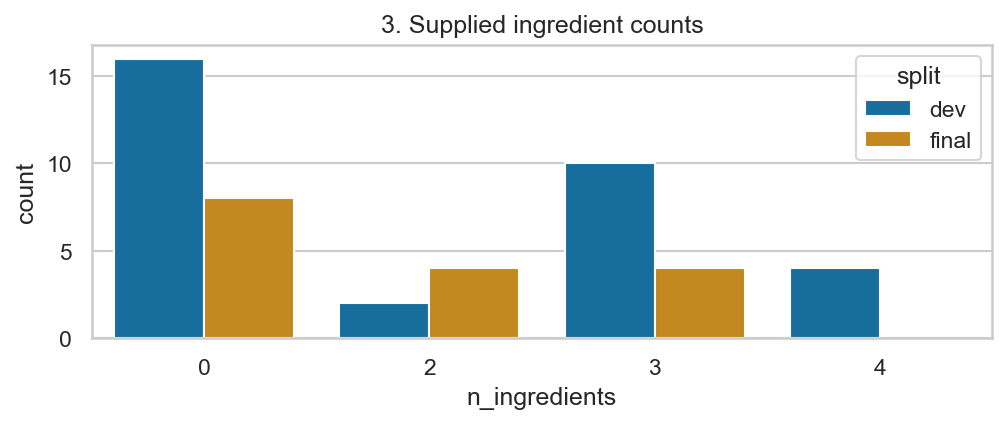 3. Supplied ingredient counts
split
dev
final
count
15
10
5
0
0 2 3 4
n_ingredients